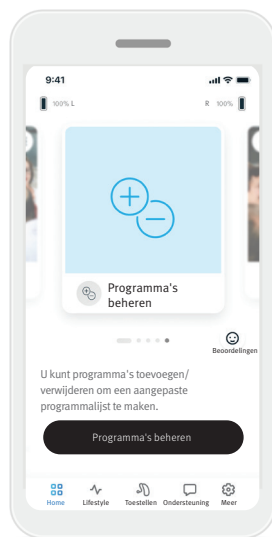 9:41
100% L R 100%
Programma's
beheren
Beoordelingen
U kunt programma's toevoegen/
verwijderen om een aangepaste
programmalijst te maken.
Programma's beheren
Home Lifestyle Toestellen Ondersteuning Meer